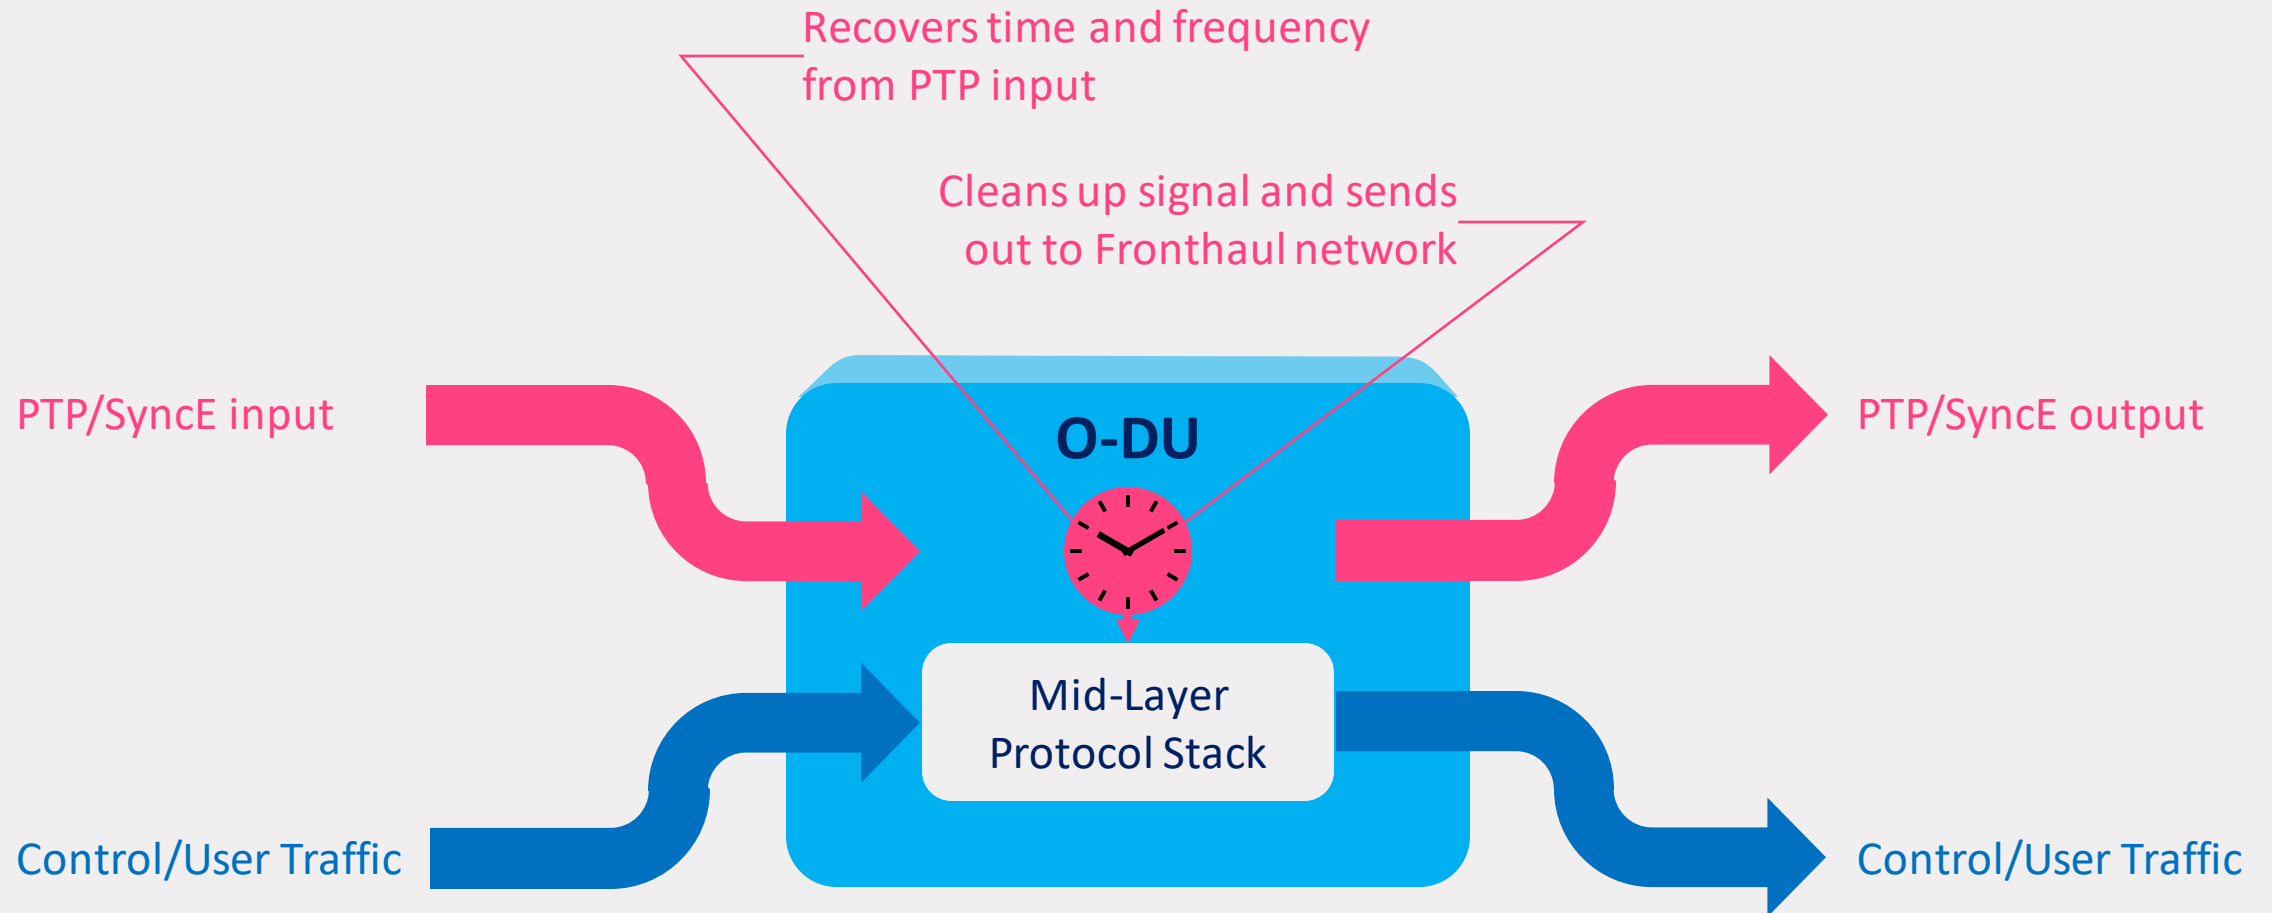 Recovers time and frequency
from PTP input
Cleans up signal and sends
out to Fronthaul network
PTP/SyncE input
O-DU
PTP/SyncE output
Mid-Layer
Protocol Stack
Control/User Traffic
Control/User Traffic